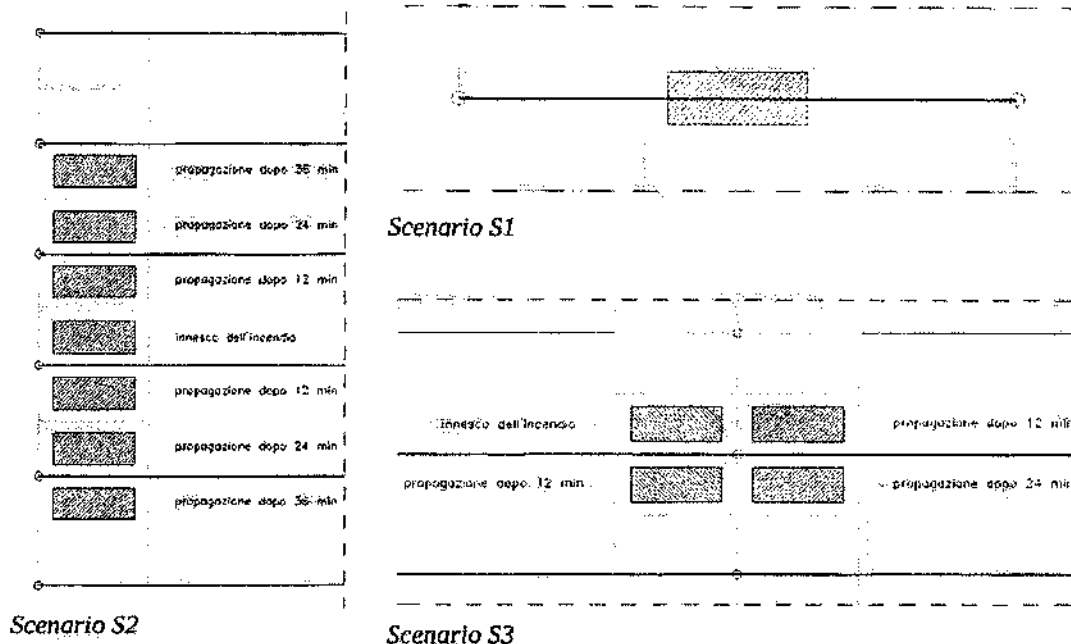 propagazione dopo 36 min
propagazione dopo 24 min
propagazione dopo 12 min
innesco dell'incendio
propagazione dopo 12 min
propagazione dopo 24 min
propagazione dopo 36 min
Scenario S2
Scenario S1
innesco dell'incendio
propagazione dopo 12 min
propagazione dopo 12 min
propagazione dopo 24 min
Scenario S3